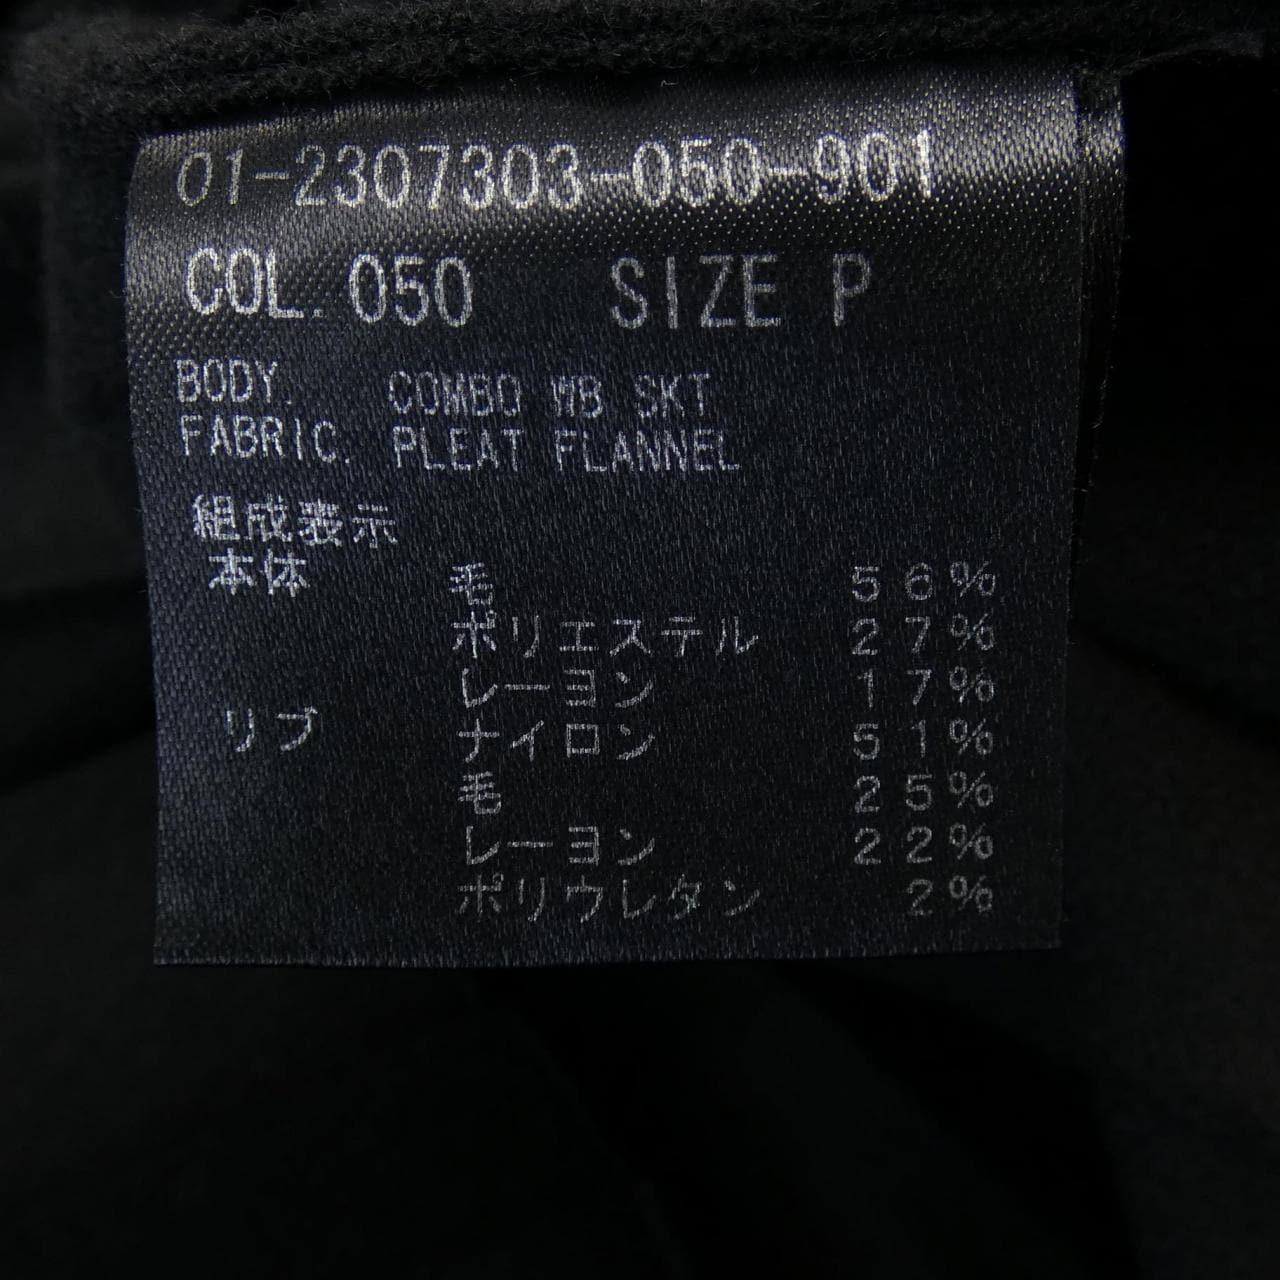 01-2307303-050-901
COL. 050 SIZE P
BODY. COMBO WB SKT
FABRIC. PLEAT FLANNEL
組成表示
本体 毛 56%
ポリエステル 27%
レーヨン 17%
リブ ナイロン 51%
毛 25%
レーヨン 22%
ポリウレタン 2%